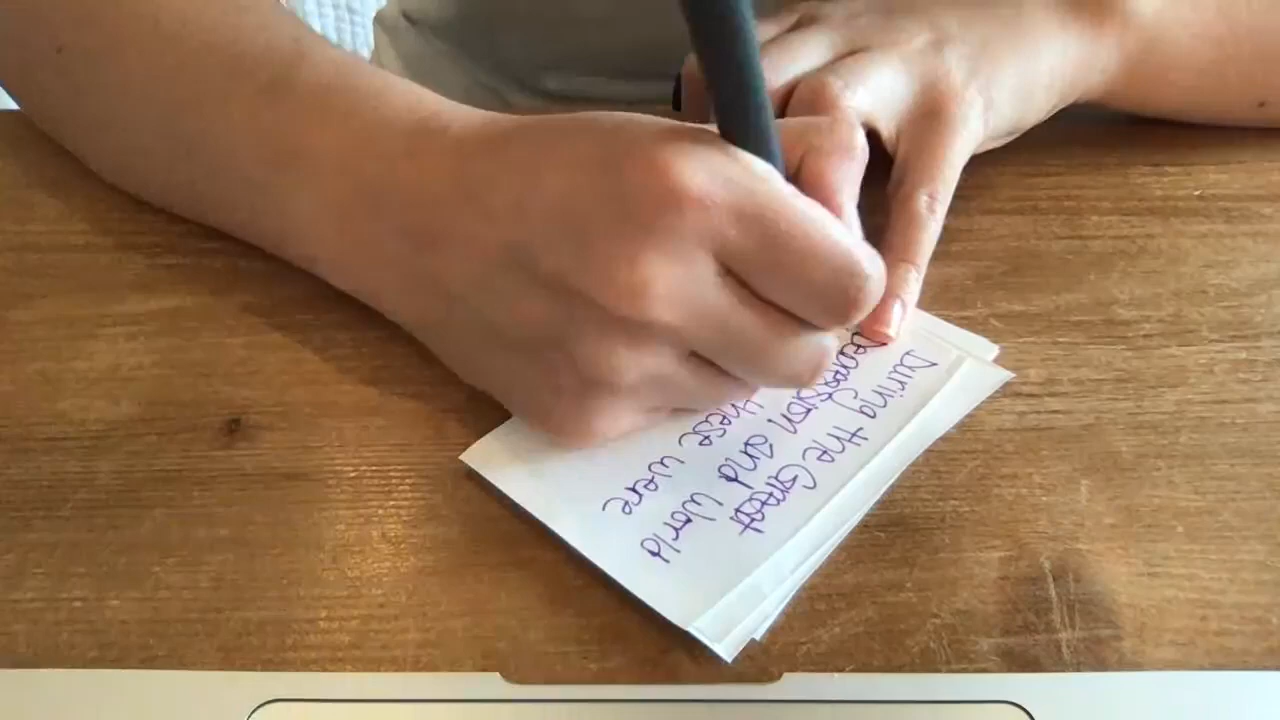 During the Great
Depression and World
these were